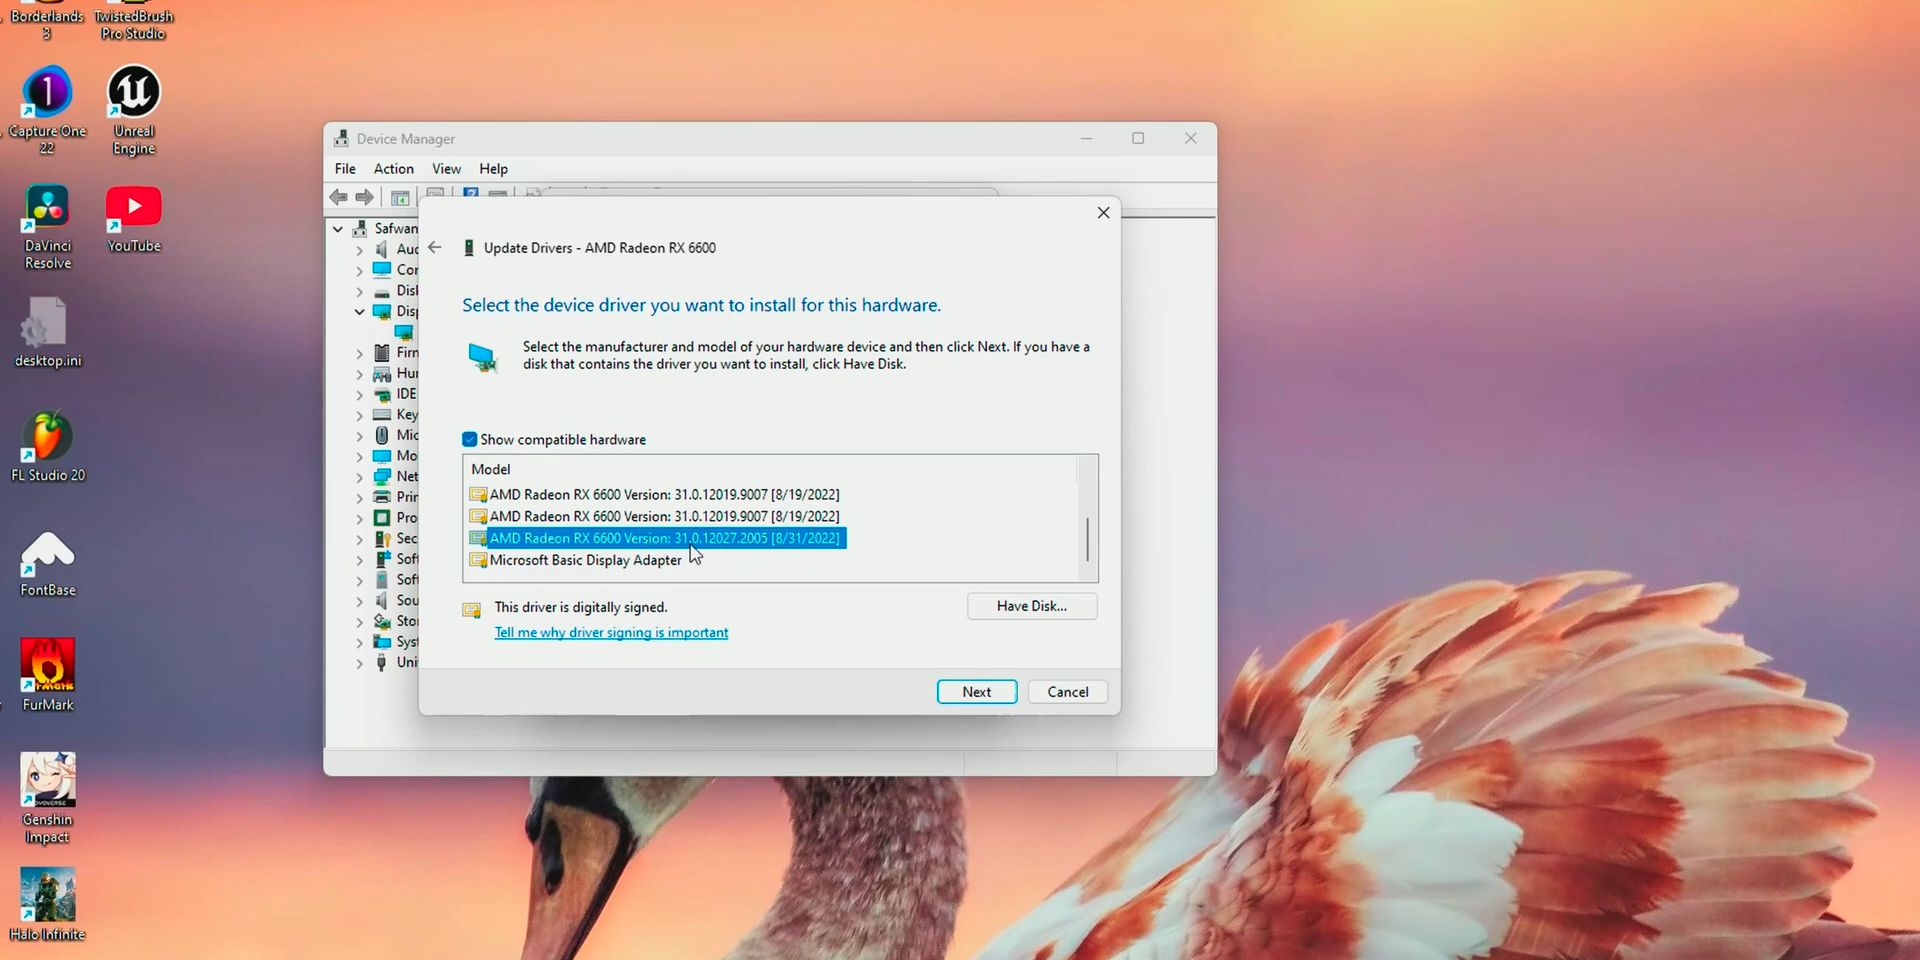 Borderlands
3
TwistedBrush
Pro Studio
Capture One
22
Unreal
Engine
DaVinci
Resolve
YouTube
desktop.ini
FL Studio 20
FontBase
FurMark
Genshin
Impact
Halo Infinite
Device Manager
File Action View Help
Safwan
Update Drivers - AMD Radeon RX 6600
Select the device driver you want to install for this hardware.
Select the manufacturer and model of your hardware device and then click Next. If you have a
disk that contains the driver you want to install, click Have Disk.
Show compatible hardware
Model
AMD Radeon RX 6600 Version: 31.0.12019.9007 [8/19/2022]
AMD Radeon RX 6600 Version: 31.0.12019.9007 [8/19/2022]
AMD Radeon RX 6600 Version: 31.0.12027.2005 [8/31/2022]
Microsoft Basic Display Adapter
This driver is digitally signed.
Have Disk...
Tell me why driver signing is important
Next
Cancel
Aud
Con
Disk
Disp
Firn
Hur
IDE
Key
Mic
Mo
Net
Prin
Pro
Sec
Soft
Soft
Sou
Stor
Syst
Uni